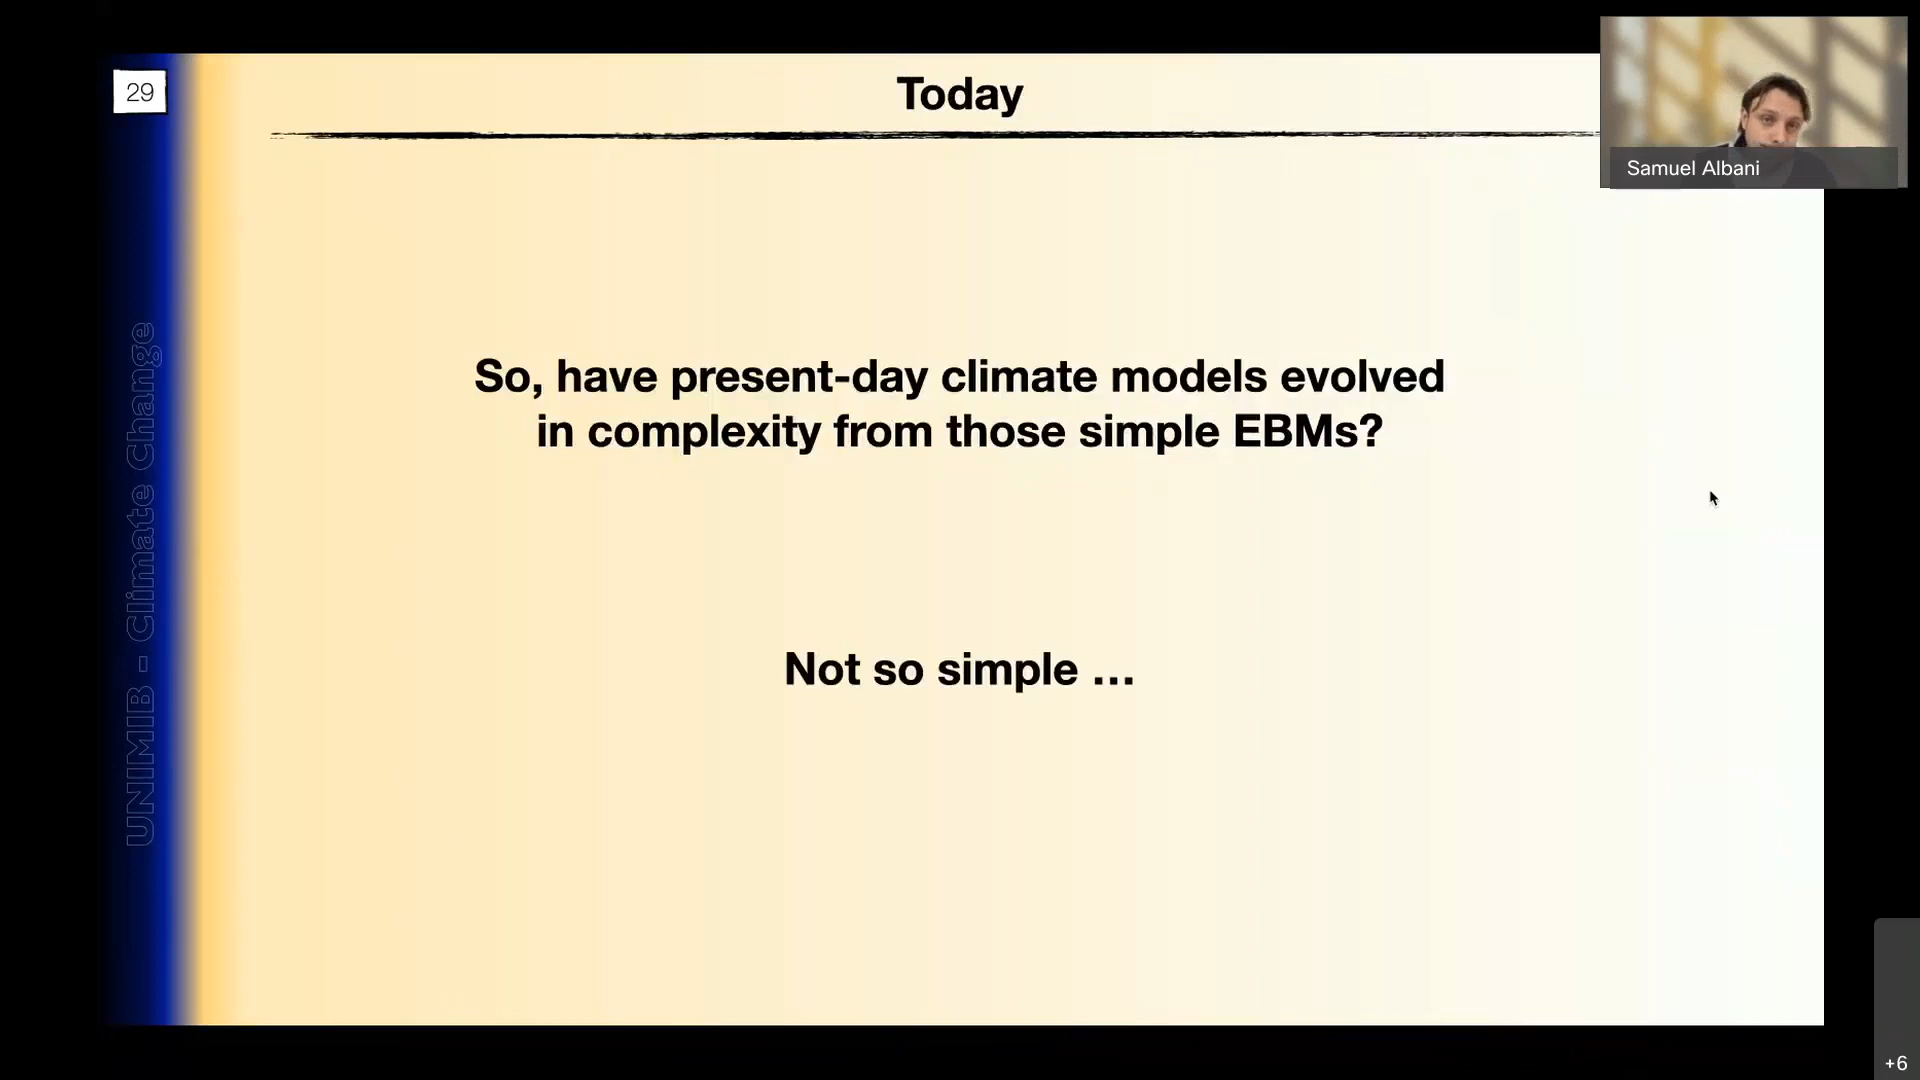 29
Today
Samuel Albani
So, have present-day climate models evolved
in complexity from those simple EBMs?
Not so simple …
UNIMIB - Climate Change
+6